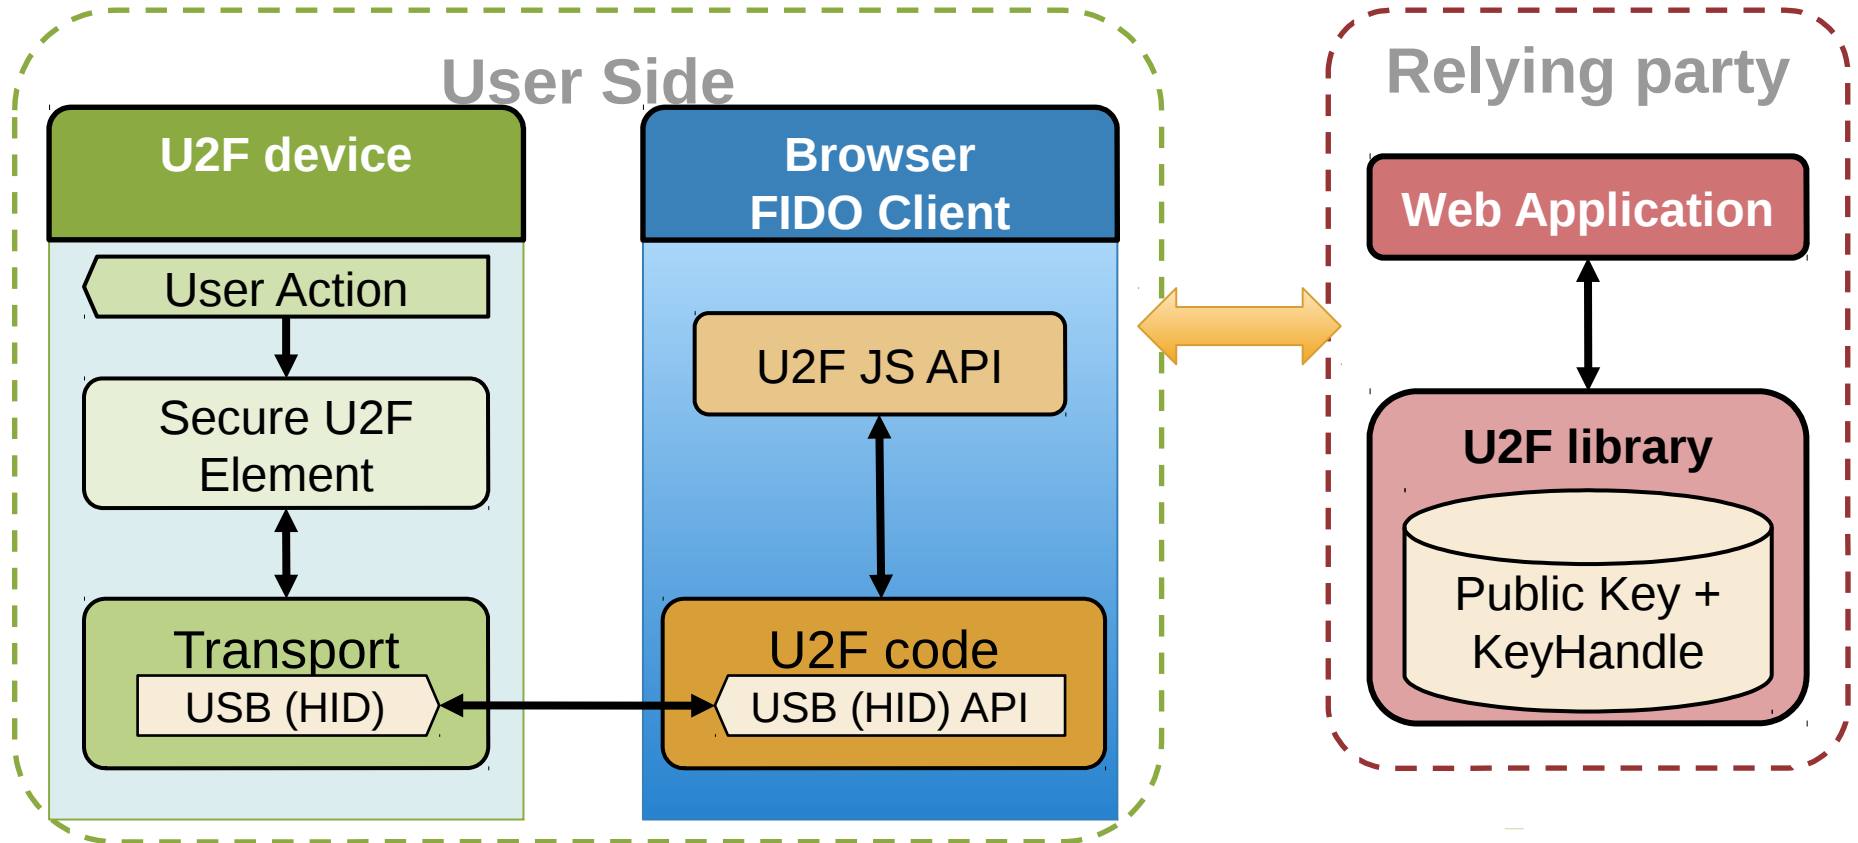 User Side
U2F device
User Action
Secure U2F
Element
Transport
USB (HID)
Browser
FIDO Client
U2F JS API
U2F code
USB (HID) API
Relying party
Web Application
U2F library
Public Key +
KeyHandle